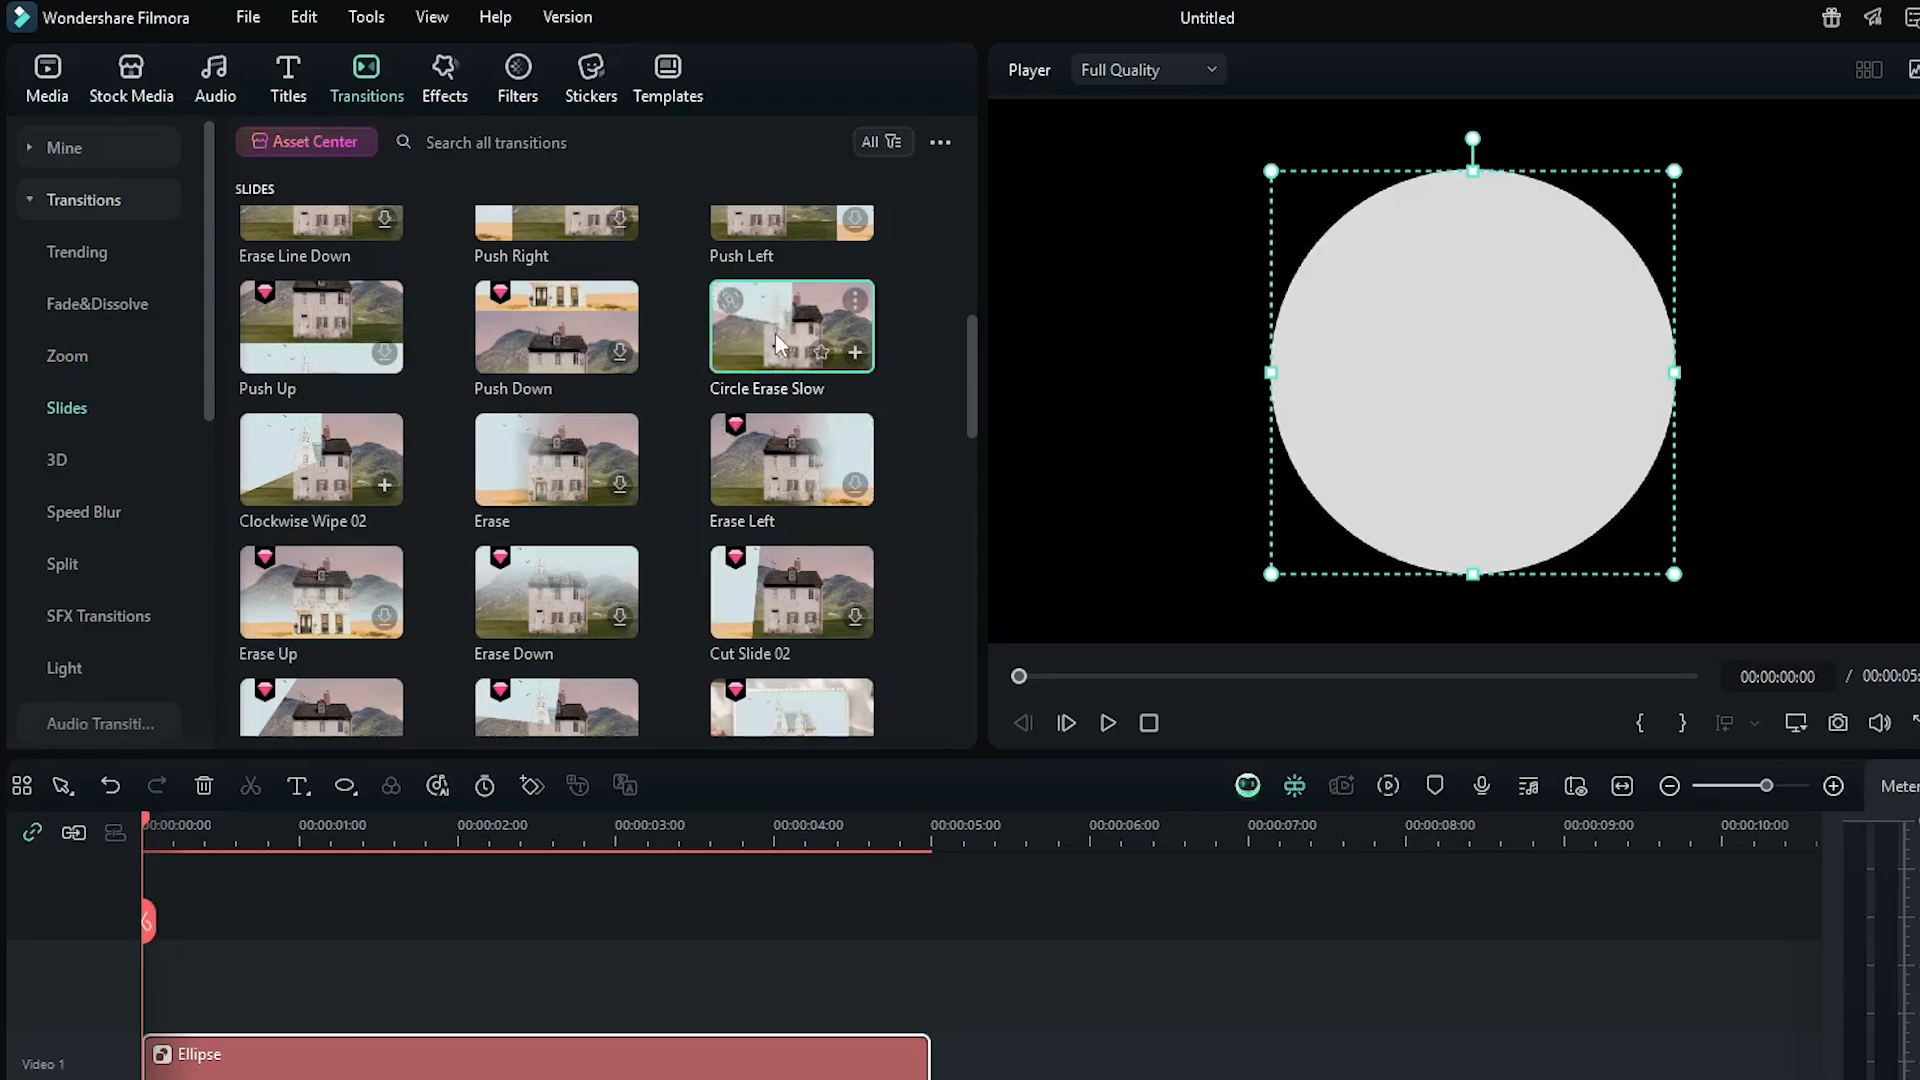 Wondershare Filmora File Edit Tools View Help Version Untitled
Media Stock Media Audio Titles Transitions Effects Filters Stickers Templates
Player Full Quality
Mine
Transitions
Trending
Fade&Dissolve
Zoom
Slides
3D
Speed Blur
Split
SFX Transitions
Light
Audio Transiti...
Asset Center Search all transitions All
SLIDES
Erase Line Down Push Right Push Left
Push Up Push Down Circle Erase Slow
Clockwise Wipe 02 Erase Erase Left
Erase Up Erase Down Cut Slide 02
00:00:00:00 / 00:00:05:
Meter
00:00:00:00 00:00:01:00 00:00:02:00 00:00:03:00 00:00:04:00 00:00:05:00 00:00:06:00 00:00:07:00 00:00:08:00 00:00:09:00 00:00:10:00
Ellipse
Video 1